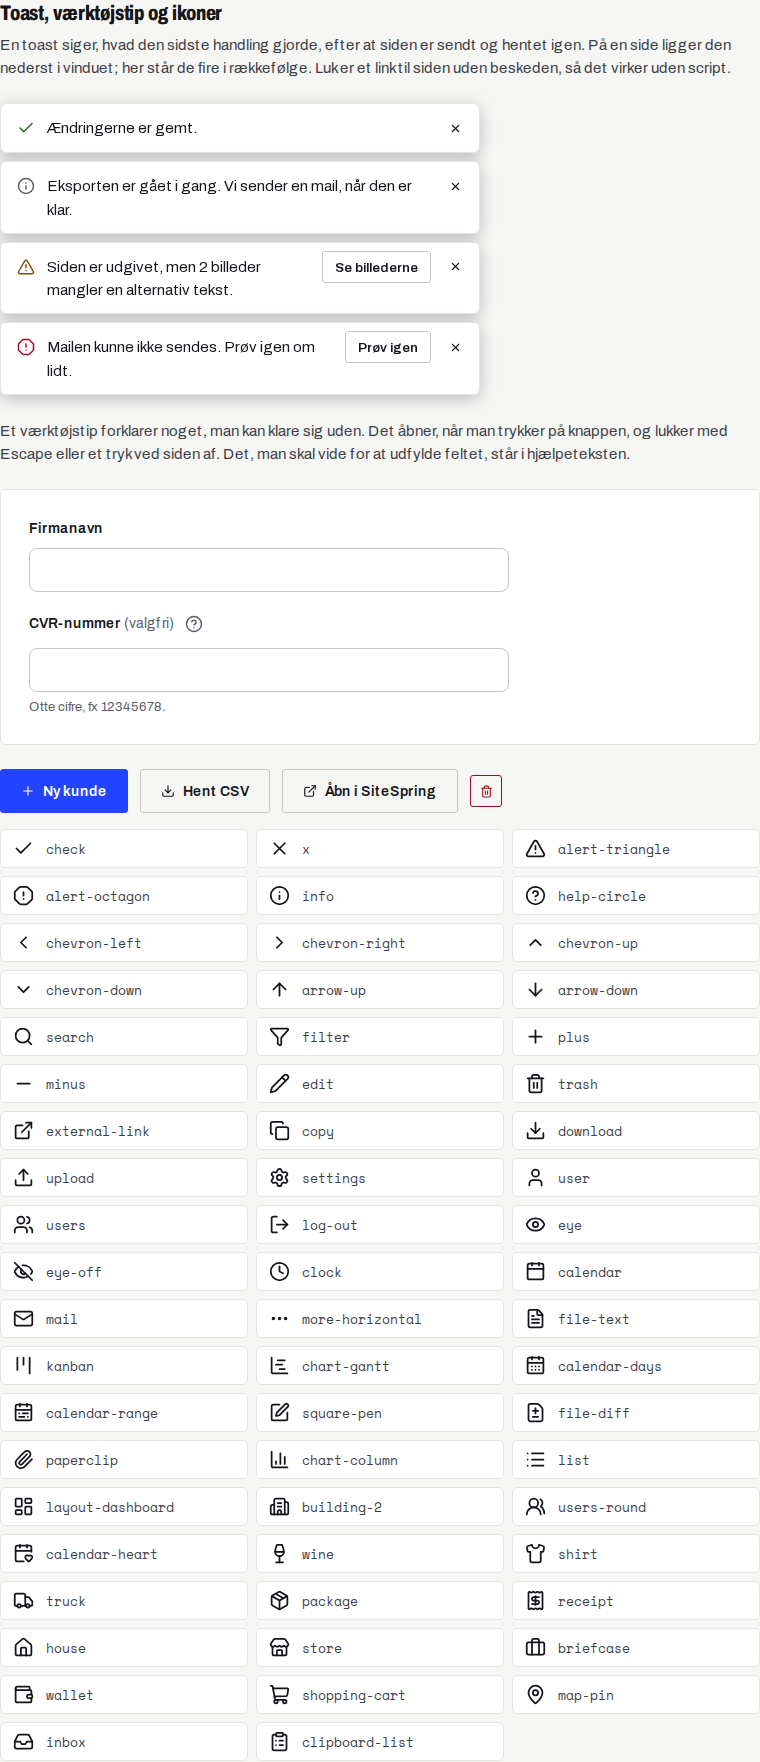 Toast, værktøjstip og ikoner
En toast siger, hvad den sidste handling gjorde, efter at siden er sendt og hentet igen. På en side ligger den
nederst i vinduet; her står de fire i rækkefølge. Luk er et link til siden uden beskeden, så det virker uden script.
Ændringerne er gemt.
Eksporten er gået i gang. Vi sender en mail, når den er
klar.
Siden er udgivet, men 2 billeder
mangler en alternativ tekst.
Se billederne
Mailen kunne ikke sendes. Prøv igen om
lidt.
Prøv igen
Et værktøjstip forklarer noget, man kan klare sig uden. Det åbner, når man trykker på knappen, og lukker med
Escape eller et tryk ved siden af. Det, man skal vide for at udfylde feltet, står i hjælpeteksten.
Firmanavn
CVR-nummer (valgfri)
Otte cifre, fx 12345678.
Ny kunde
Hent CSV
Åbn i SiteSpring
check
x
alert-triangle
alert-octagon
info
help-circle
chevron-left
chevron-right
chevron-up
chevron-down
arrow-up
arrow-down
search
filter
plus
minus
edit
trash
external-link
copy
download
upload
settings
user
users
log-out
eye
eye-off
clock
calendar
mail
more-horizontal
file-text
kanban
chart-gantt
calendar-days
calendar-range
square-pen
file-diff
paperclip
chart-column
list
layout-dashboard
building-2
users-round
calendar-heart
wine
shirt
truck
package
receipt
house
store
briefcase
wallet
shopping-cart
map-pin
inbox
clipboard-list